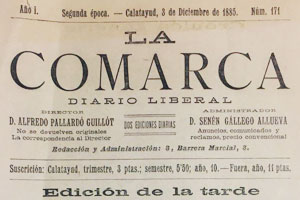 Año I. Segunda época. — Calatayud, 3 de Diciembre de 1885. Núm. 171
LA
COMARCA
DIARIO LIBERAL
DIRECTOR
D. ALFREDO PALLARDÓ GUILLÓT
No se devuelven originales
La correspondencia al Director
DOS EDICIONES DIARIAS
ADMINISTRADOR
D. SENÉN GÁLLEGO ALLUEVA
Anuncios, comunicados y
reclamos, precio convencional.
Redacción y Administración: 3, Barrera Marcial, 3.
Suscrición: Calatayud, trimestre, 3 ptas; semestre, 5'50; año, 10.—Fuera, año, 11 ptas.
Edición de la tarde